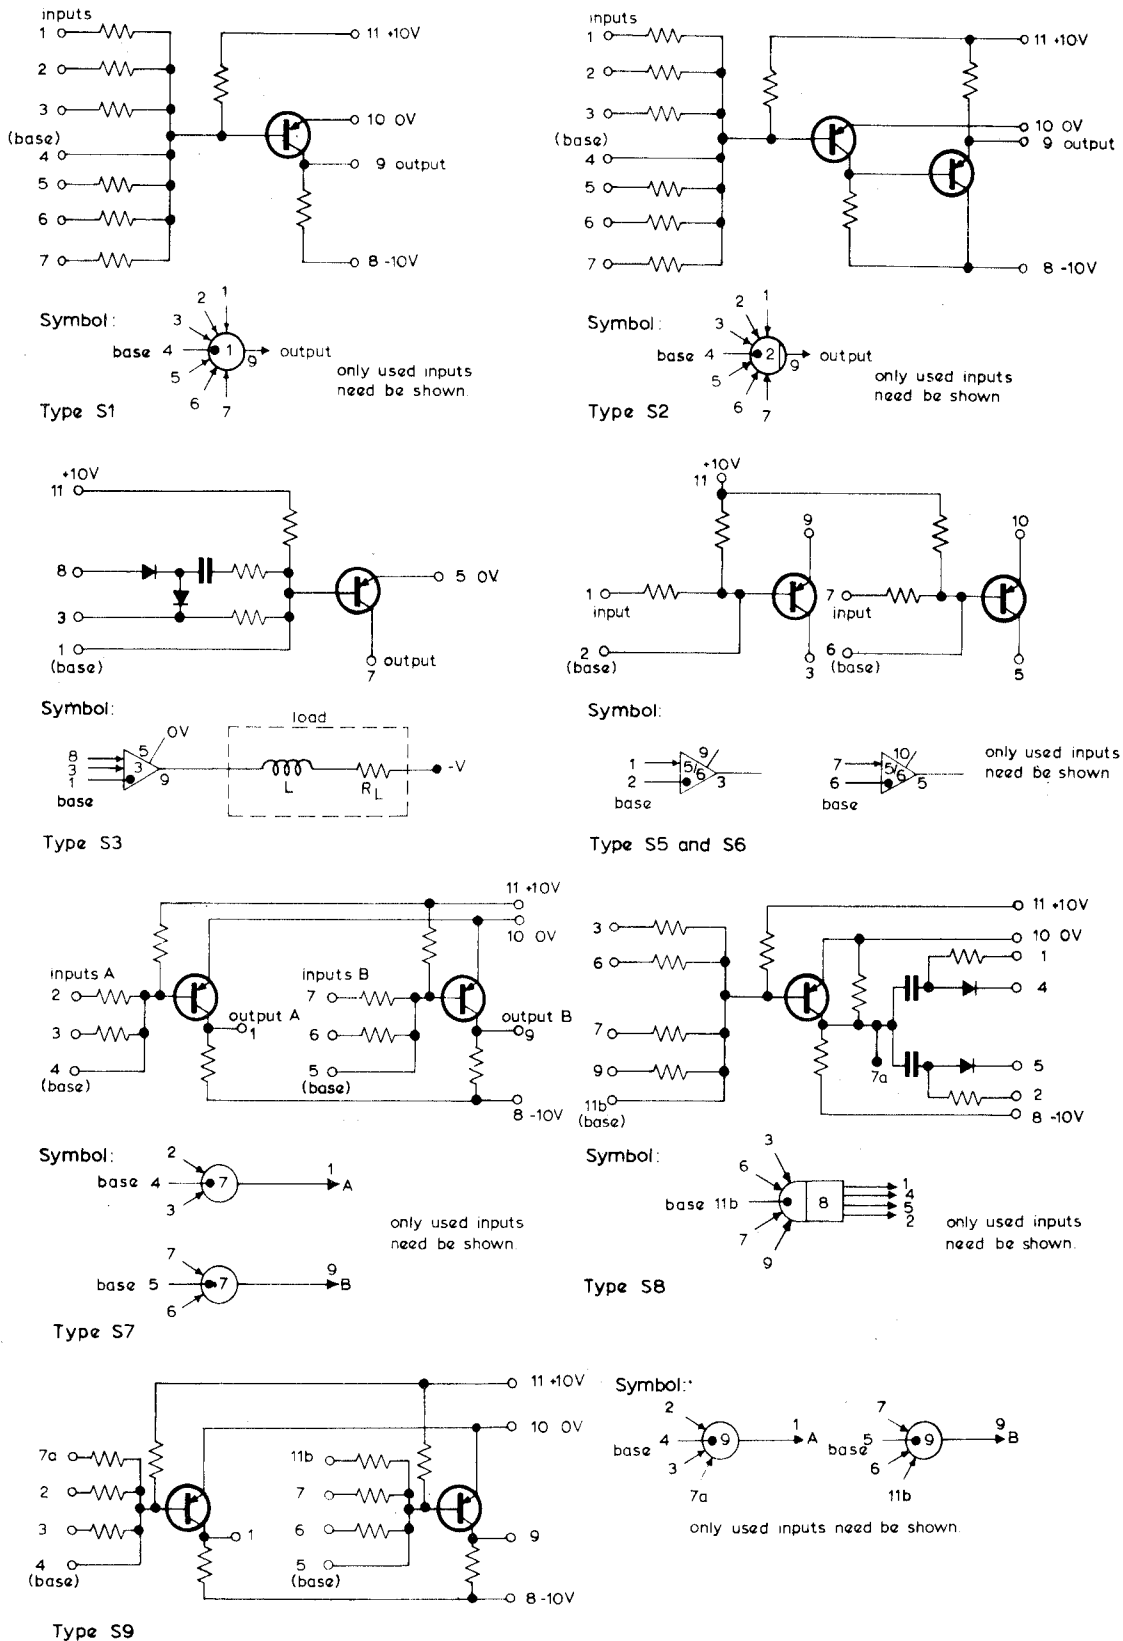 inputs
1
2
3
(base)
4
5
6
7
11 +10V
10 0V
9 output
8 -10V
Symbol:
1
2
3
base 4
5
6
7
1
9
output
only used inputs
need be shown.
Type S1
inputs
1
2
3
(base)
4
5
6
7
11 +10V
10 0V
9 output
8 -10V
Symbol:
1
2
3
base 4
5
6
7
2
9
output
only used inputs
need be shown
Type S2
+10V
11
8
3
1
(base)
5 0V
7
output
Symbol:
8
3
1
base
3
5
0V
9
load
L
RL
-V
Type S3
+10V
11
1
input
2
(base)
9
3
7
input
6
(base)
10
5
Symbol:
1
2
base
5/6
9
3
7
6
base
5/6
10
5
only used inputs
need be shown
Type S5 and S6
11 +10V
10 0V
inputs A
2
3
4
(base)
output A
1
inputs B
7
6
5
(base)
output B
9
8 -10V
Symbol:
2
base 4
3
7
1
A
7
base 5
6
7
9
B
only used inputs
need be shown.
Type S7
3
6
7
9
11b
(base)
11 +10V
10 0V
1
4
7a
5
2
8 -10V
Symbol:
3
6
base 11b
7
9
8
1
4
5
2
only used inputs
need be shown.
Type S8
11 +10V
10 0V
7a
2
3
4
(base)
1
11b
7
6
5
(base)
9
8 -10V
Symbol:
2
base 4
3
7a
9
1
A
7
base 5
6
11b
9
9
B
only used inputs need be shown.
Type S9